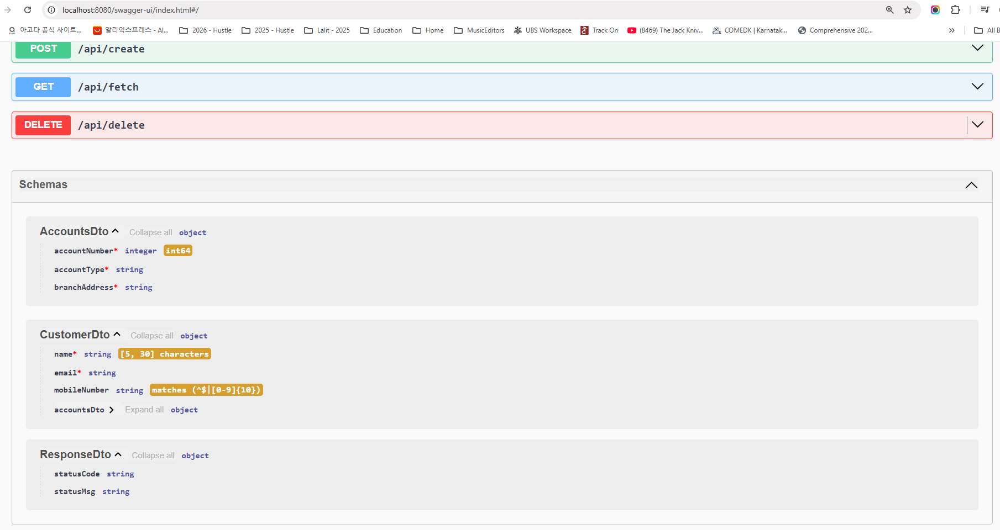 localhost:8080/swagger-ui/index.html#/
아고다 공식 사이트... 알리익스프레스 - Al... 2026 - Hustle 2025 - Hustle Lalit - 2025 Education Home MusicEditors UBS Workspace Track On (8469) The Jack Kniv... COMEDK | Karnatak... Comprehensive 202... » All B
POST /api/create
GET /api/fetch
DELETE /api/delete
Schemas
AccountsDto Collapse all object
accountNumber* integer int64
accountType* string
branchAddress* string
CustomerDto Collapse all object
name* string [5, 30] characters
email* string
mobileNumber string matches (^$|[0-9]{10})
accountsDto Expand all object
ResponseDto Collapse all object
statusCode string
statusMsg string